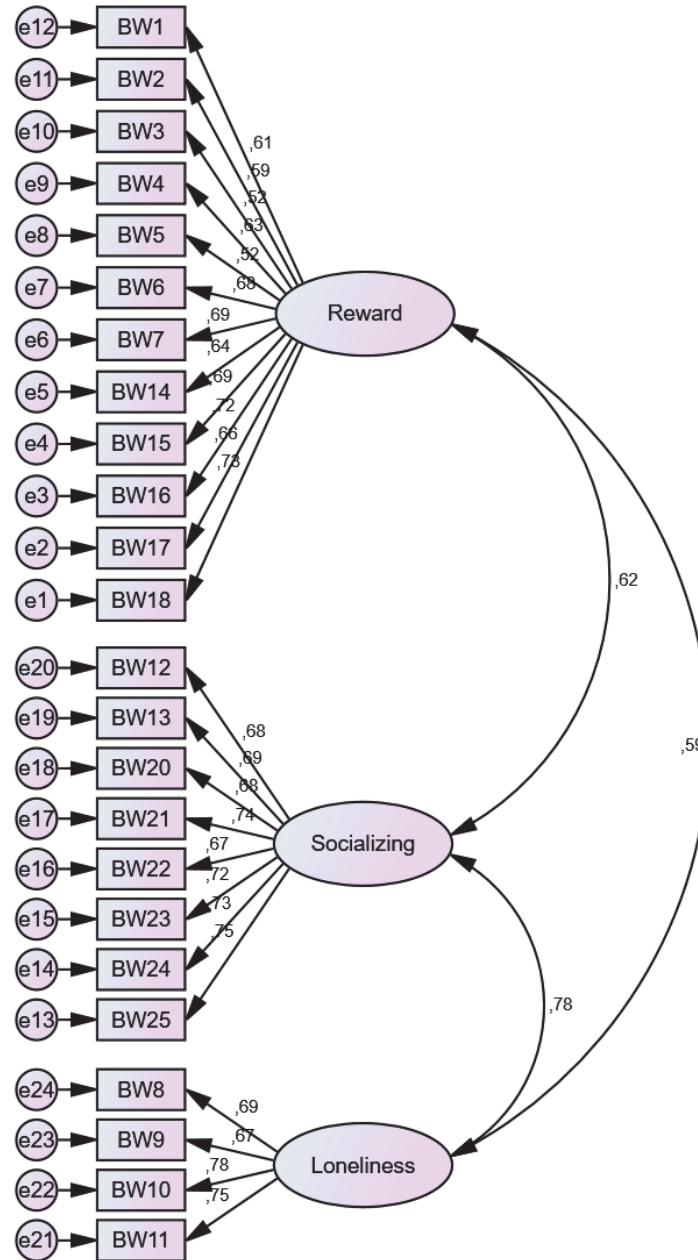 e12 BW1
e11 BW2
e10 BW3
e9 BW4
e8 BW5
e7 BW6
e6 BW7
e5 BW14
e4 BW15
e3 BW16
e2 BW17
e1 BW18
,61
,59
,52
,63
,52
,68
,69
,64
,69
,72
,66
,73
Reward
,62
,59
e20 BW12
e19 BW13
e18 BW20
e17 BW21
e16 BW22
e15 BW23
e14 BW24
e13 BW25
,68
,69
,68
,74
,67
,72
,73
,75
Socializing
,78
e24 BW8
e23 BW9
e22 BW10
e21 BW11
,69
,67
,78
,75
Loneliness